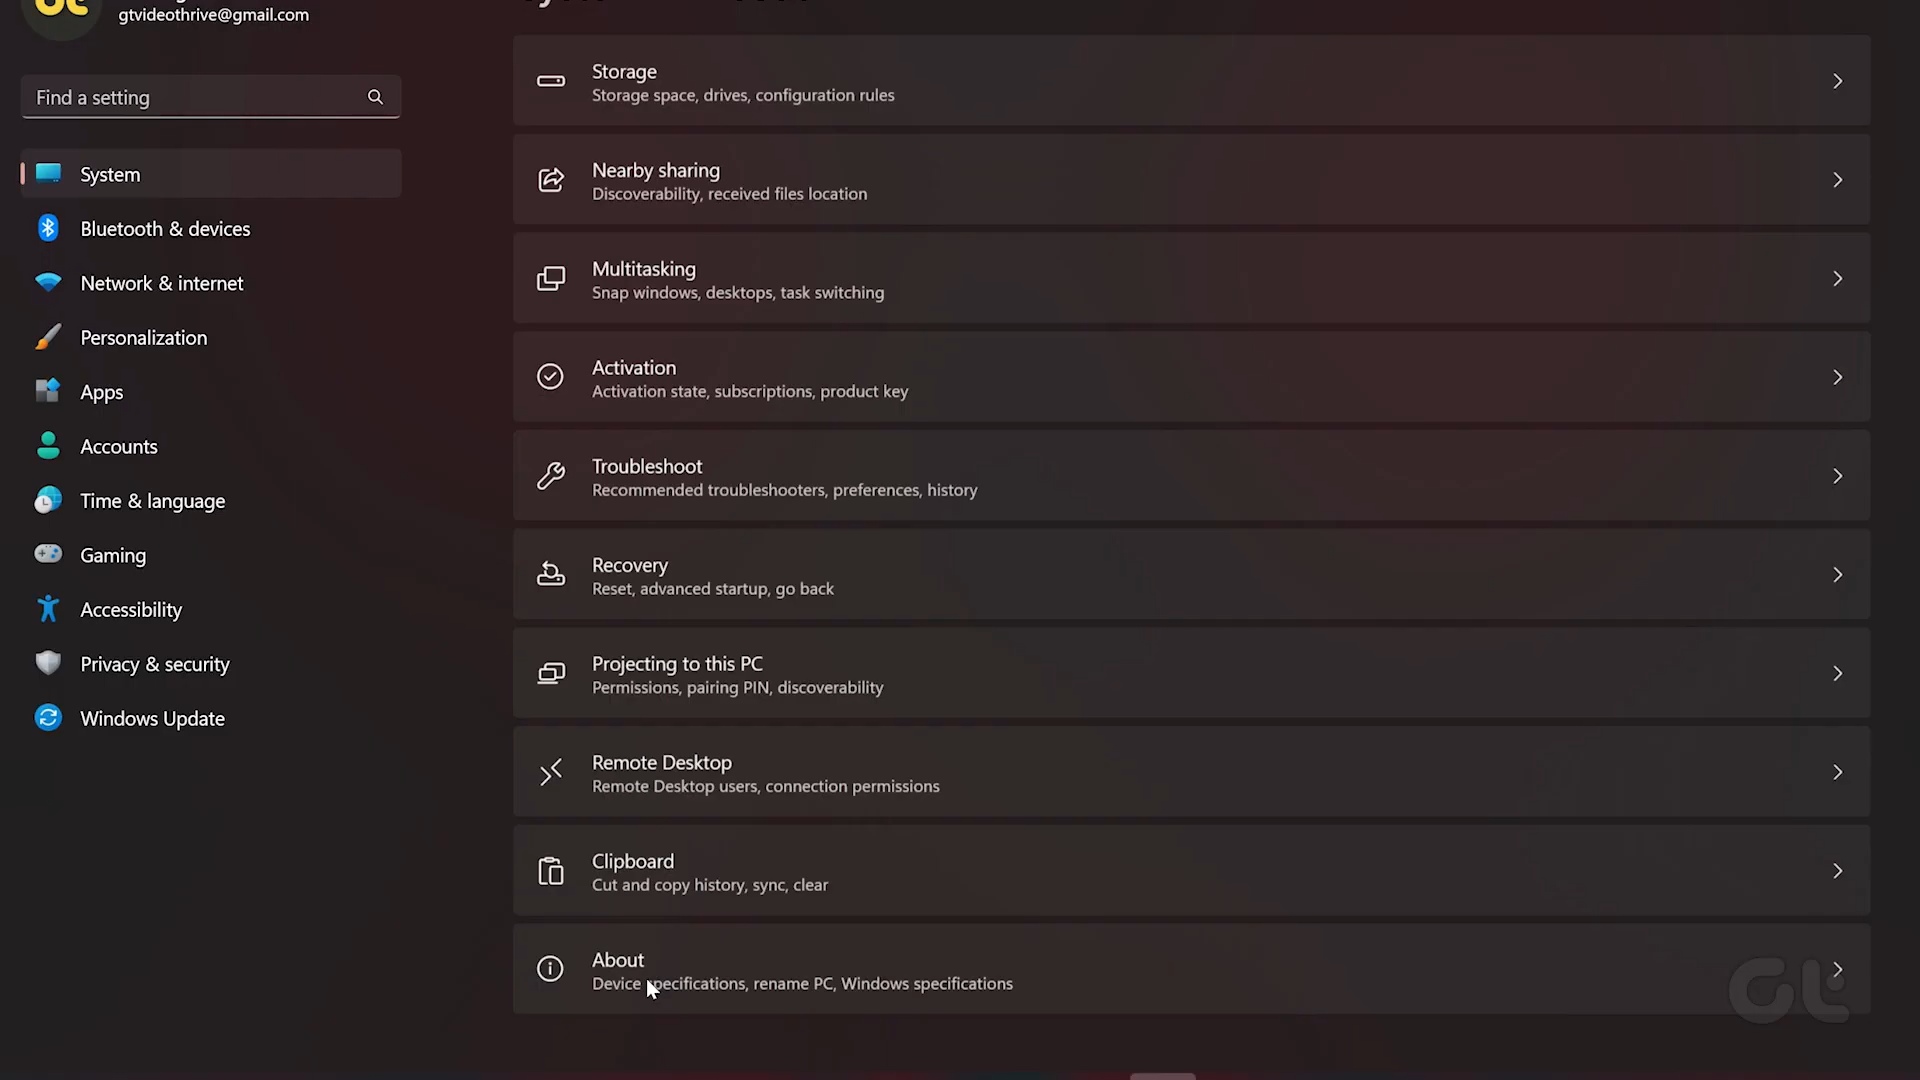 gtvideothrive@gmail.com
Find a setting
System
Bluetooth & devices
Network & internet
Personalization
Apps
Accounts
Time & language
Gaming
Accessibility
Privacy & security
Windows Update
Storage
Storage space, drives, configuration rules
Nearby sharing
Discoverability, received files location
Multitasking
Snap windows, desktops, task switching
Activation
Activation state, subscriptions, product key
Troubleshoot
Recommended troubleshooters, preferences, history
Recovery
Reset, advanced startup, go back
Projecting to this PC
Permissions, pairing PIN, discoverability
Remote Desktop
Remote Desktop users, connection permissions
Clipboard
Cut and copy history, sync, clear
About
Device specifications, rename PC, Windows specifications
GT